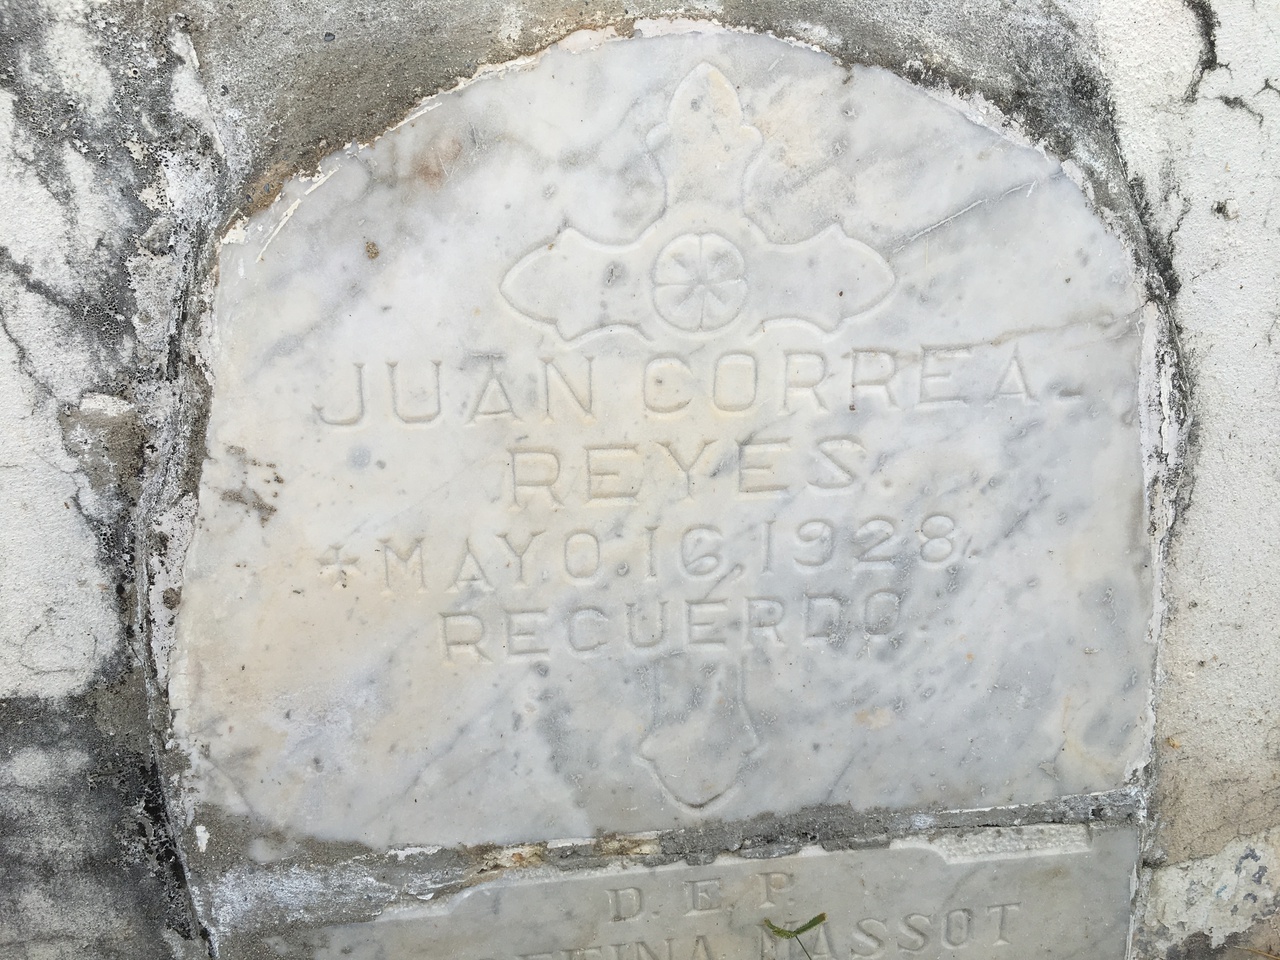 JUAN CORREA-
REYES.
+MAYO.16,1928.
RECUERDO.
D.E.P.
MASSOT